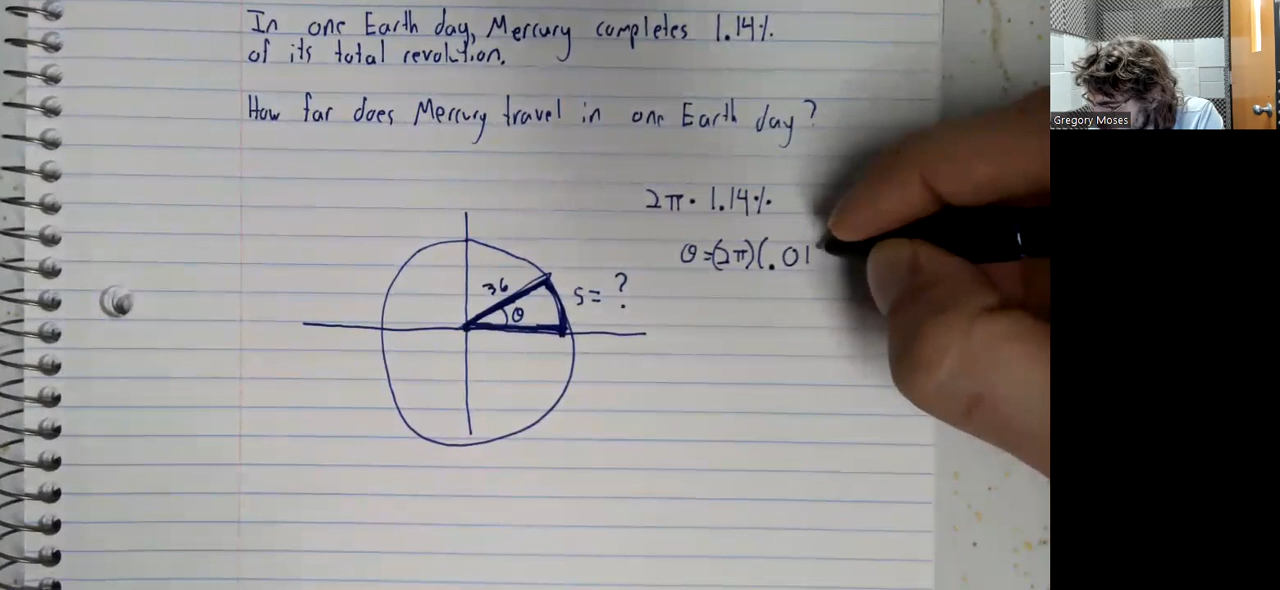 In one Earth day, Mercury completes 1.14%
of its total revolution.
How far does Mercury travel in one Earth day?
2π · 1.14%
θ=(2π)(.01
36
θ
s= ?
Gregory Moses